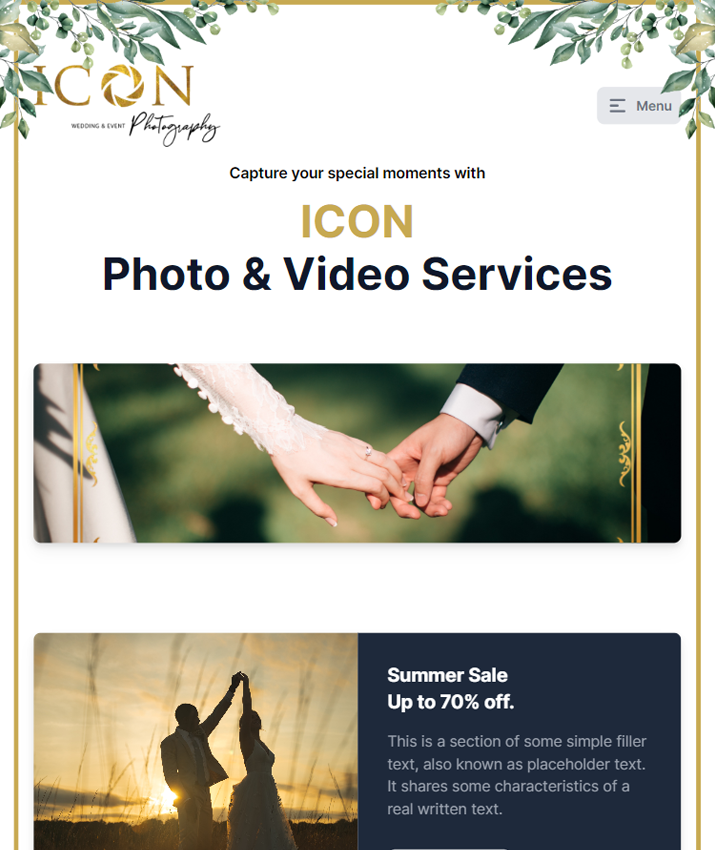 ICON
WEDDING & EVENT Photography
Menu
Capture your special moments with
ICON
Photo & Video Services
Summer Sale
Up to 70% off.
This is a section of some simple filler
text, also known as placeholder text.
It shares some characteristics of a
real written text.